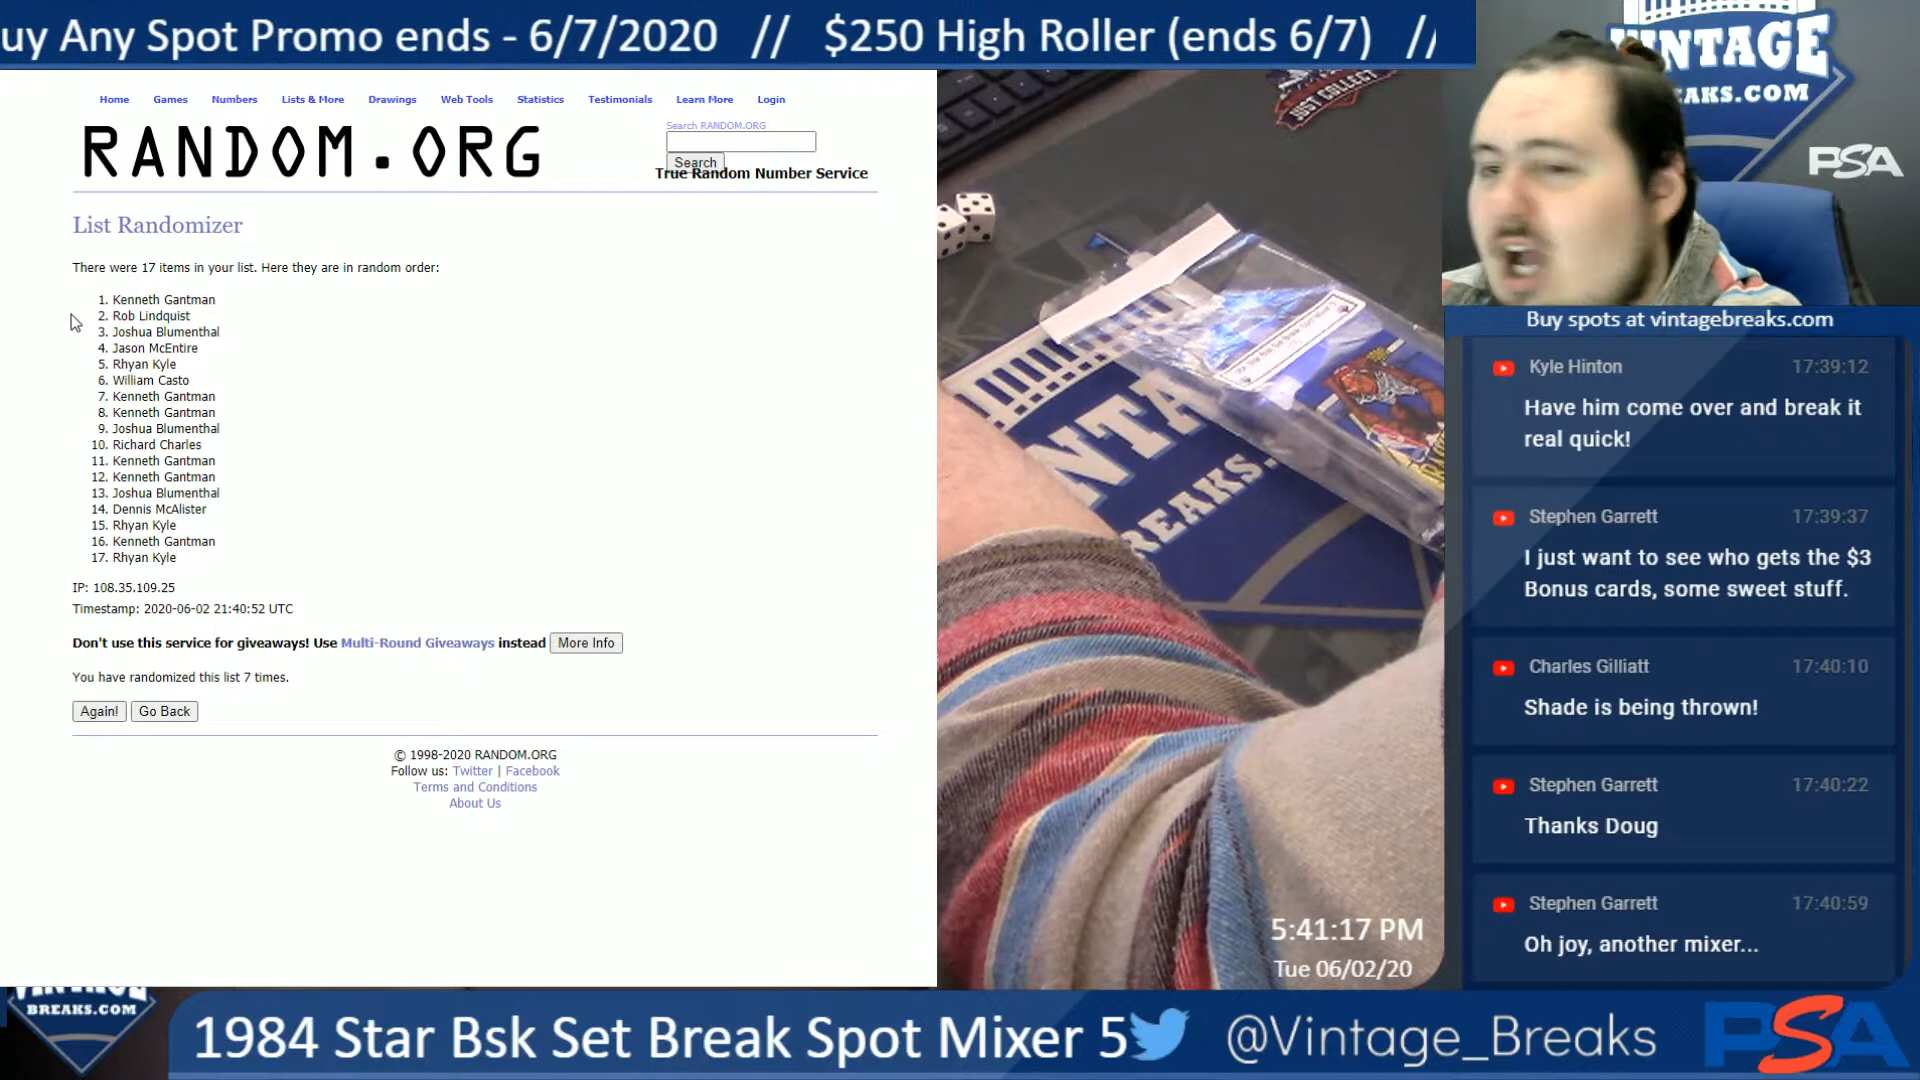 uy Any Spot Promo ends - 6/7/2020 // $250 High Roller (ends 6/7) //
Home Games Numbers Lists & More Drawings Web Tools Statistics Testimonials Learn More Login
RANDOM.ORG
Search RANDOM.ORG
Search
True Random Number Service
List Randomizer
There were 17 items in your list. Here they are in random order:
1. Kenneth Gantman
2. Rob Lindquist
3. Joshua Blumenthal
4. Jason McEntire
5. Rhyan Kyle
6. William Casto
7. Kenneth Gantman
8. Kenneth Gantman
9. Joshua Blumenthal
10. Richard Charles
11. Kenneth Gantman
12. Kenneth Gantman
13. Joshua Blumenthal
14. Dennis McAlister
15. Rhyan Kyle
16. Kenneth Gantman
17. Rhyan Kyle
IP: 108.35.109.25
Timestamp: 2020-06-02 21:40:52 UTC
Don't use this service for giveaways! Use Multi-Round Giveaways instead More Info
You have randomized this list 7 times.
Again! Go Back
© 1998-2020 RANDOM.ORG
Follow us: Twitter | Facebook
Terms and Conditions
About Us
JUST COLLECT
NTA
REAKS.
5:41:17 PM
Tue 06/02/20
VINTAGE
AKS.COM
PSA
Buy spots at vintagebreaks.com
Kyle Hinton 17:39:12
Have him come over and break it
real quick!
Stephen Garrett 17:39:37
I just want to see who gets the $3
Bonus cards, some sweet stuff.
Charles Gilliatt 17:40:10
Shade is being thrown!
Stephen Garrett 17:40:22
Thanks Doug
Stephen Garrett 17:40:59
Oh joy, another mixer...
VINTAGE
BREAKS.COM
1984 Star Bsk Set Break Spot Mixer 5
@Vintage_Breaks
PSA